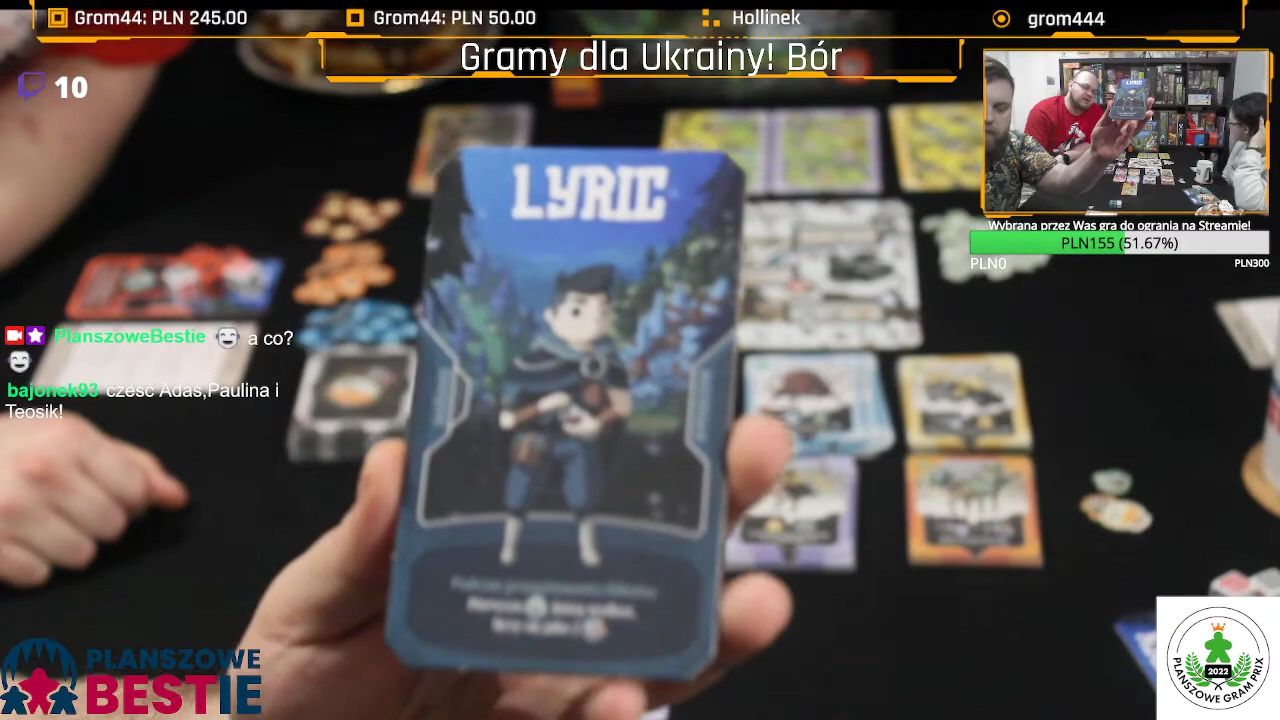 Grom44: PLN 245.00
Grom44: PLN 50.00
Hollinek
grom444
Gramy dla Ukrainy! Bór
10
LYRIC
LYRIC
Wybrana przez Was gra do ogrania na Streamie!
PLN155 (51.67%)
PLN0
PLN300
PlanszoweBestie a co?
bajonek93 czesc Adaś,Paulina i
Teosik!
PLANSZOWE
BESTIE
PLANSZOWE GRAM PRIX
2022